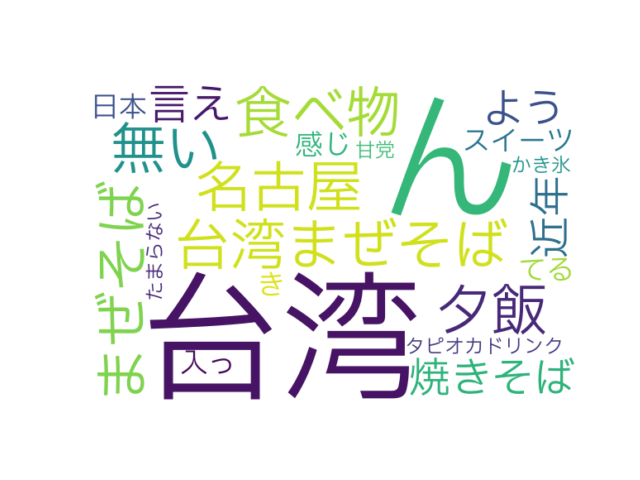 日本
言え
食べ物
ん
よう
無い
感じ
甘党
スイーツ
かき氷
名古屋
近年
まぜそば
たまらない
台湾まぜそば
き
てる
台湾
夕飯
入っ
タピオカドリンク
焼きそば